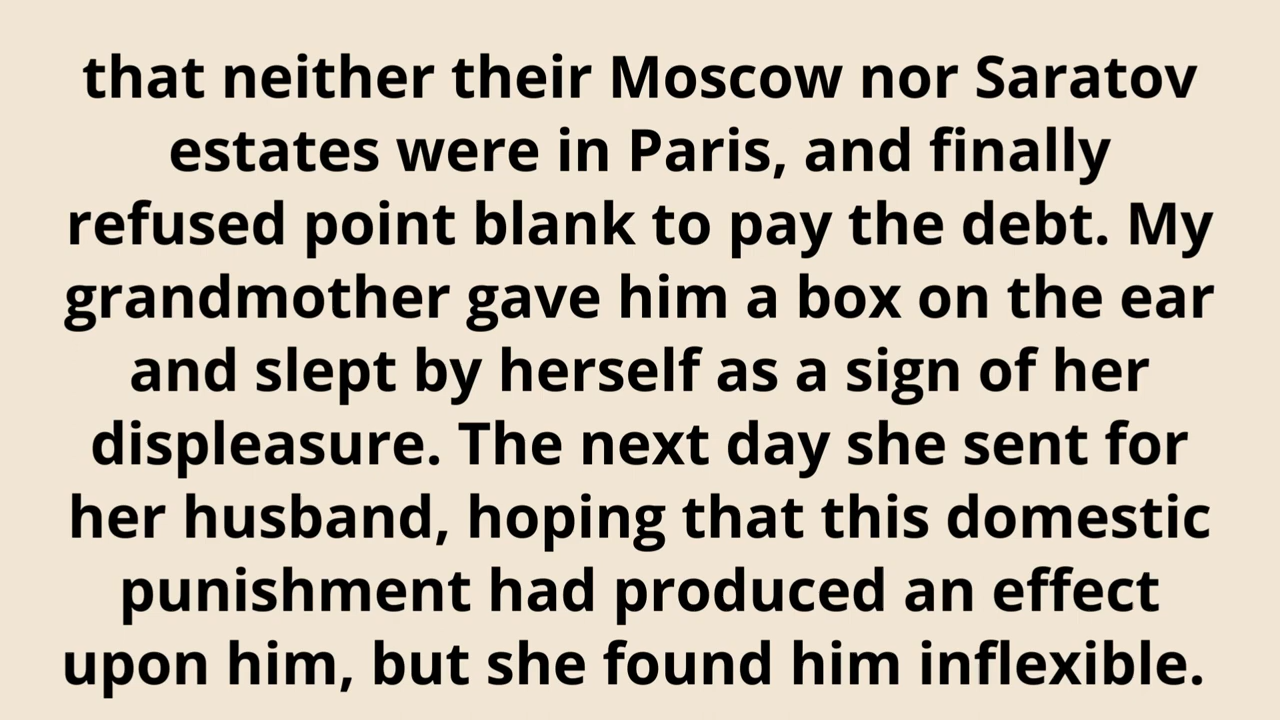 that neither their Moscow nor Saratov
estates were in Paris, and finally
refused point blank to pay the debt. My
grandmother gave him a box on the ear
and slept by herself as a sign of her
displeasure. The next day she sent for
her husband, hoping that this domestic
punishment had produced an effect
upon him, but she found him inflexible.